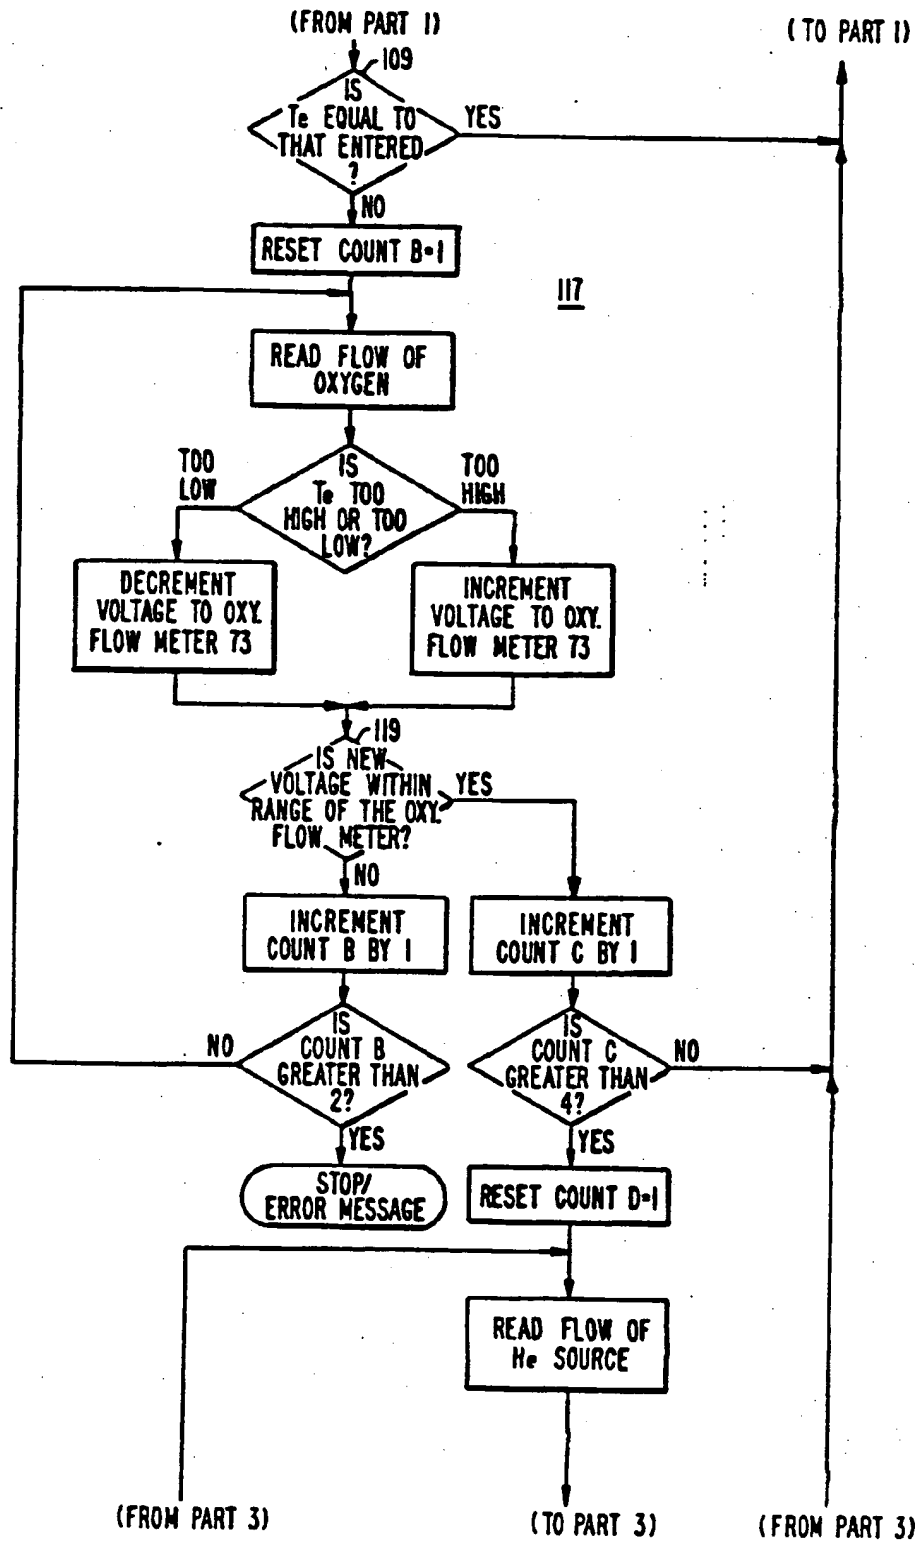 (FROM PART 1)
(TO PART 1)
109
IS
Te EQUAL TO
THAT ENTERED
?
YES
NO
RESET COUNT B=1
117
READ FLOW OF
OXYGEN
TOO
LOW
IS
Te TOO
HIGH OR TOO
LOW?
TOO
HIGH
DECREMENT
VOLTAGE TO OXY.
FLOW METER 73
INCREMENT
VOLTAGE TO OXY.
FLOW METER 73
119
IS NEW
VOLTAGE WITHIN
RANGE OF THE OXY.
FLOW METER?
YES
NO
INCREMENT
COUNT B BY 1
INCREMENT
COUNT C BY 1
NO
IS
COUNT B
GREATER THAN
2?
IS
COUNT C
GREATER THAN
4?
NO
YES
YES
STOP/
ERROR MESSAGE
RESET COUNT D=1
READ FLOW OF
He SOURCE
(FROM PART 3)
(TO PART 3)
(FROM PART 3)